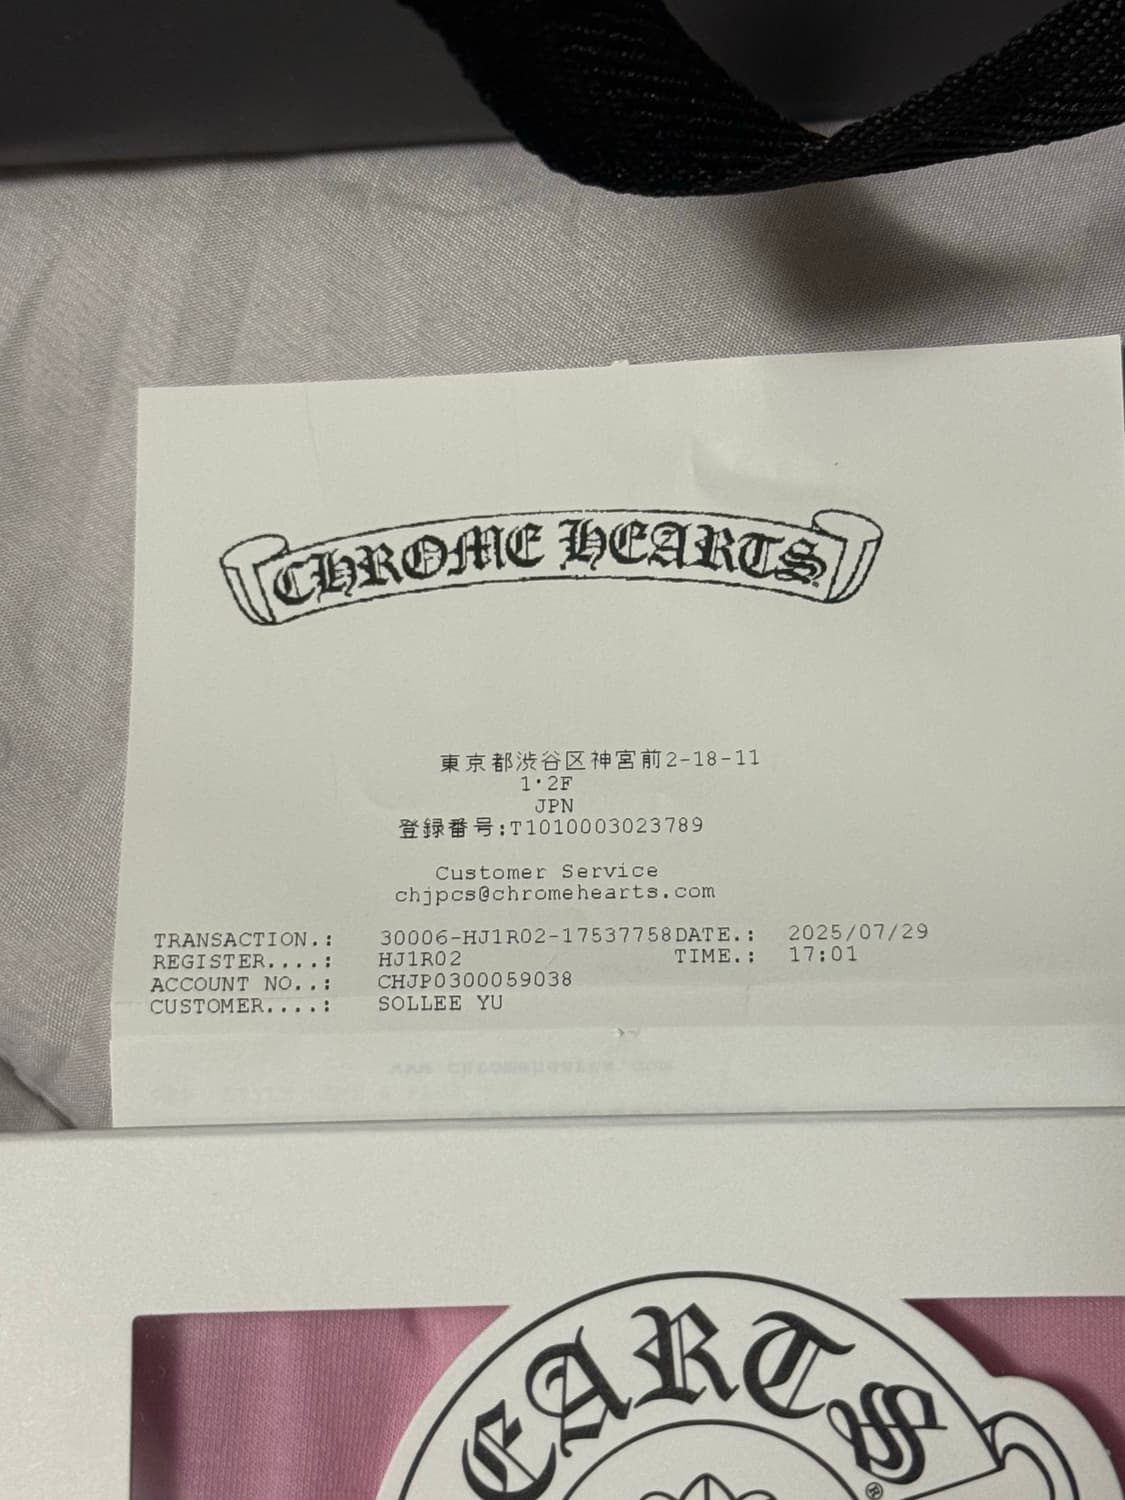 CHROME HEARTS
東京都渋谷区神宮前2-18-11
1・2F
JPN
登録番号:T1010003023789
Customer Service
chjpcs@chromehearts.com
TRANSACTION.: 30006-HJ1R02-17537758DATE.: 2025/07/29
REGISTER....: HJ1R02 TIME.: 17:01
ACCOUNT NO..: CHJP0300059038
CUSTOMER....: SOLLEE YU
EARTS
®